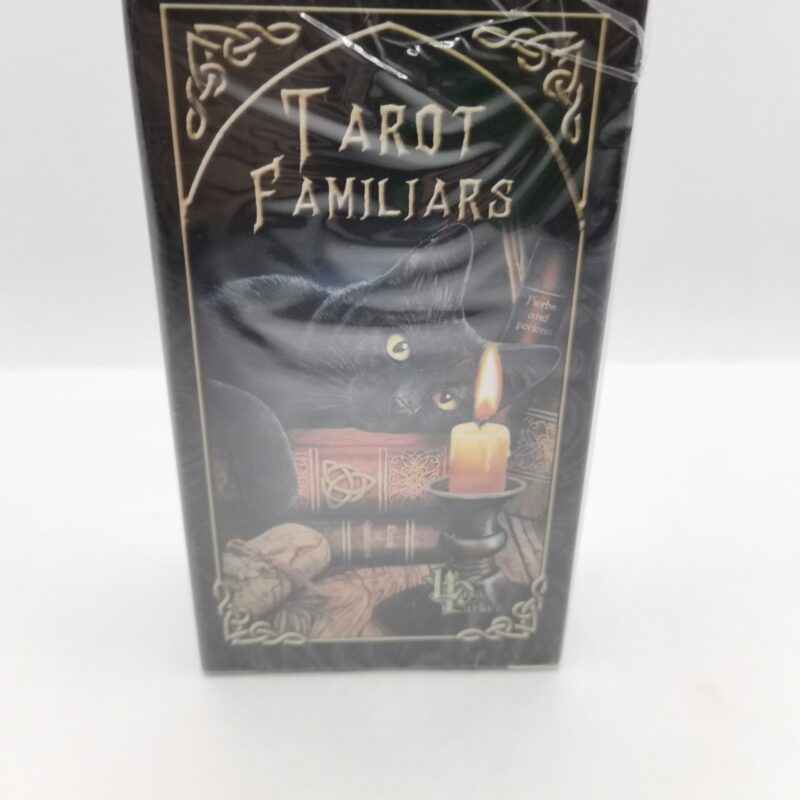 TAROT
FAMILIARS
Herbs
and
potions
Lisa
Parker